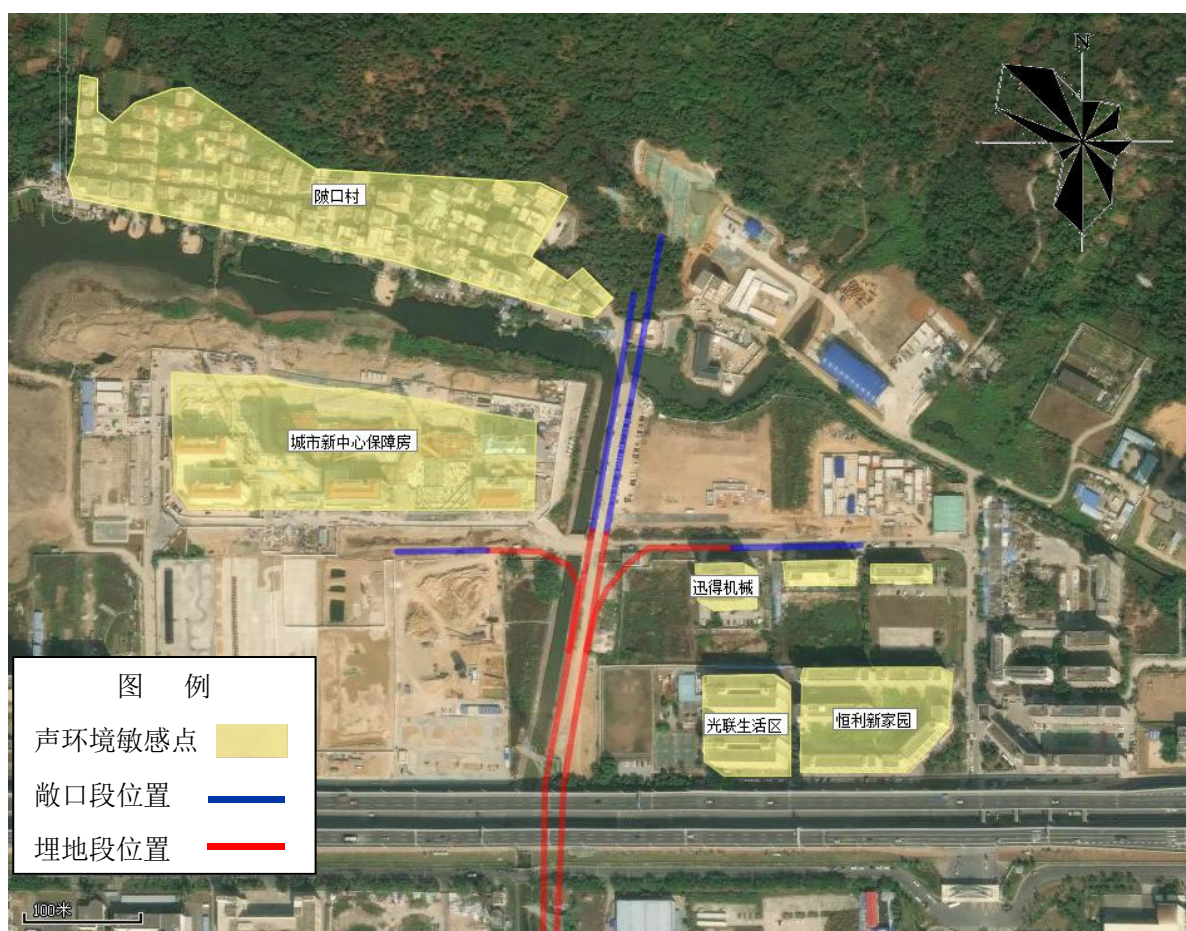 N
陂口村
城市新中心保障房
迅得机械
光联生活区
恒利新家园
图 例
声环境敏感点
敞口段位置
埋地段位置
100米